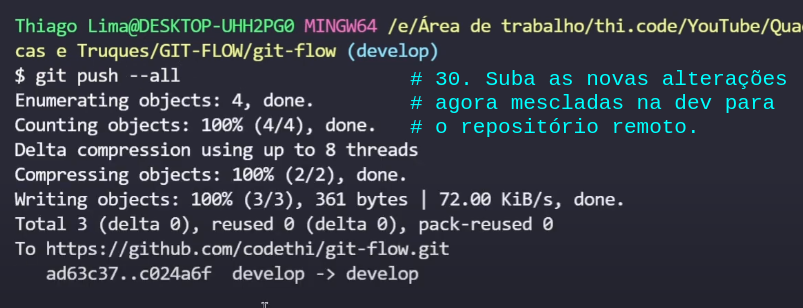 Thiago Lima@DESKTOP-UHH2PG0 MINGW64 /e/Área de trabalho/thi.code/YouTube/Quad
cas e Truques/GIT-FLOW/git-flow (develop)
$ git push --all
# 30. Suba as novas alterações
Enumerating objects: 4, done.
# agora mescladas na dev para
Counting objects: 100% (4/4), done.
# o repositório remoto.
Delta compression using up to 8 threads
Compressing objects: 100% (2/2), done.
Writing objects: 100% (3/3), 361 bytes | 72.00 KiB/s, done.
Total 3 (delta 0), reused 0 (delta 0), pack-reused 0
To https://github.com/codethi/git-flow.git
ad63c37..c024a6f  develop -> develop